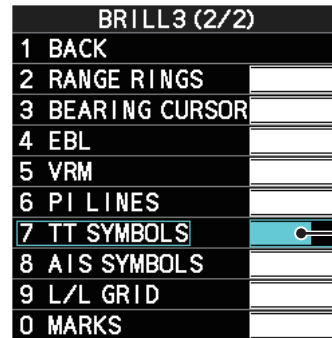 BRILL3 (2/2)
1 BACK
2 RANGE RINGS
3 BEARING CURSOR
4 EBL
5 VRM
6 PI LINES
7 TT SYMBOLS
8 AIS SYMBOLS
9 L/L GRID
0 MARKS